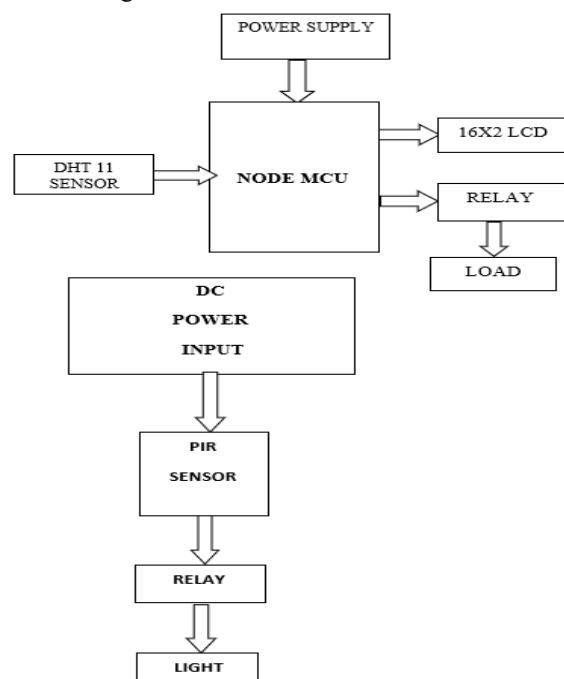 POWER SUPPLY
NODE MCU
16X2 LCD
DHT 11
SENSOR
RELAY
LOAD
DC
POWER
INPUT
PIR
SENSOR
RELAY
LIGHT